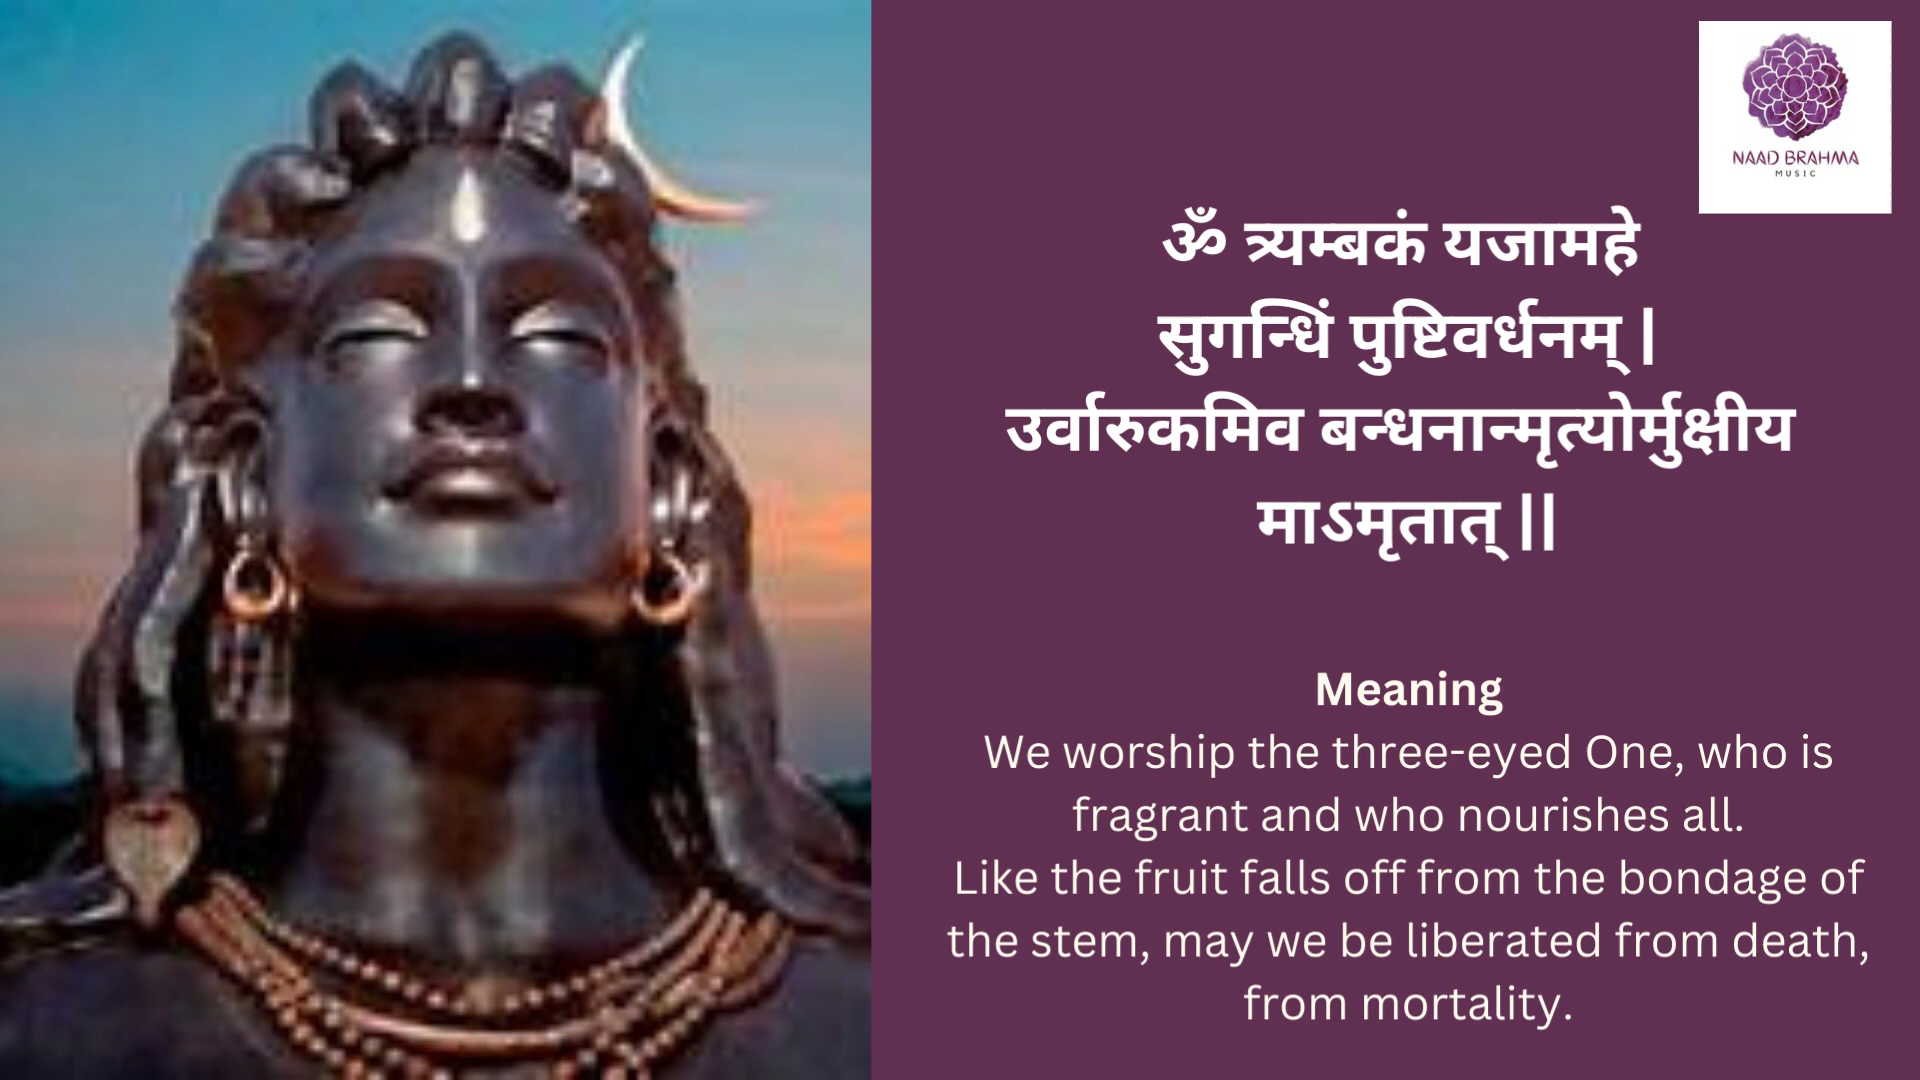 NAAD BRAHMA
MUSIC
ॐ त्र्यम्बकं यजामहे
सुगन्धिं पुष्टिवर्धनम् |
उर्वारुकमिव बन्धनान्मृत्योर्मुक्षीय
माऽमृतात् ||
Meaning
We worship the three-eyed One, who is
fragrant and who nourishes all.
Like the fruit falls off from the bondage of
the stem, may we be liberated from death,
from mortality.